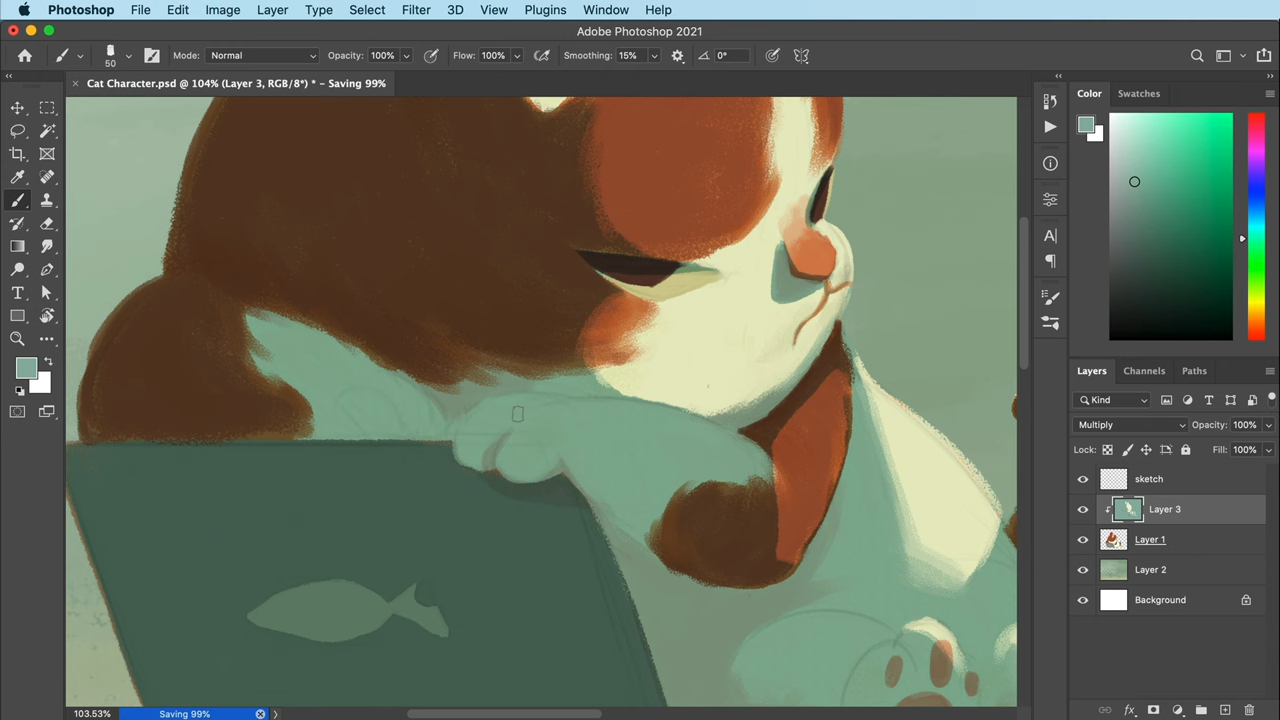 Photoshop File Edit Image Layer Type Select Filter 3D View Plugins Window Help
Adobe Photoshop 2021
50 Mode: Normal Opacity: 100% Flow: 100% Smoothing: 15% 0°
× Cat Character.psd @ 104% (Layer 3, RGB/8*) * - Saving 99%
Color Swatches
Layers Channels Paths
Kind
Multiply Opacity: 100%
Lock: Fill: 100%
sketch
Layer 3
Layer 1
Layer 2
Background
103.53% Saving 99%